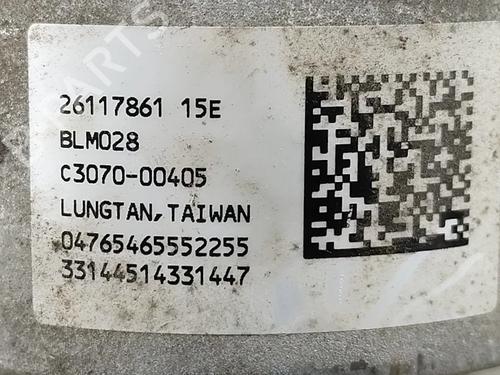 26117861 15E
BLM028
C3070-00405
LUNGTAN, TAIWAN
04765465552255
33144514331447